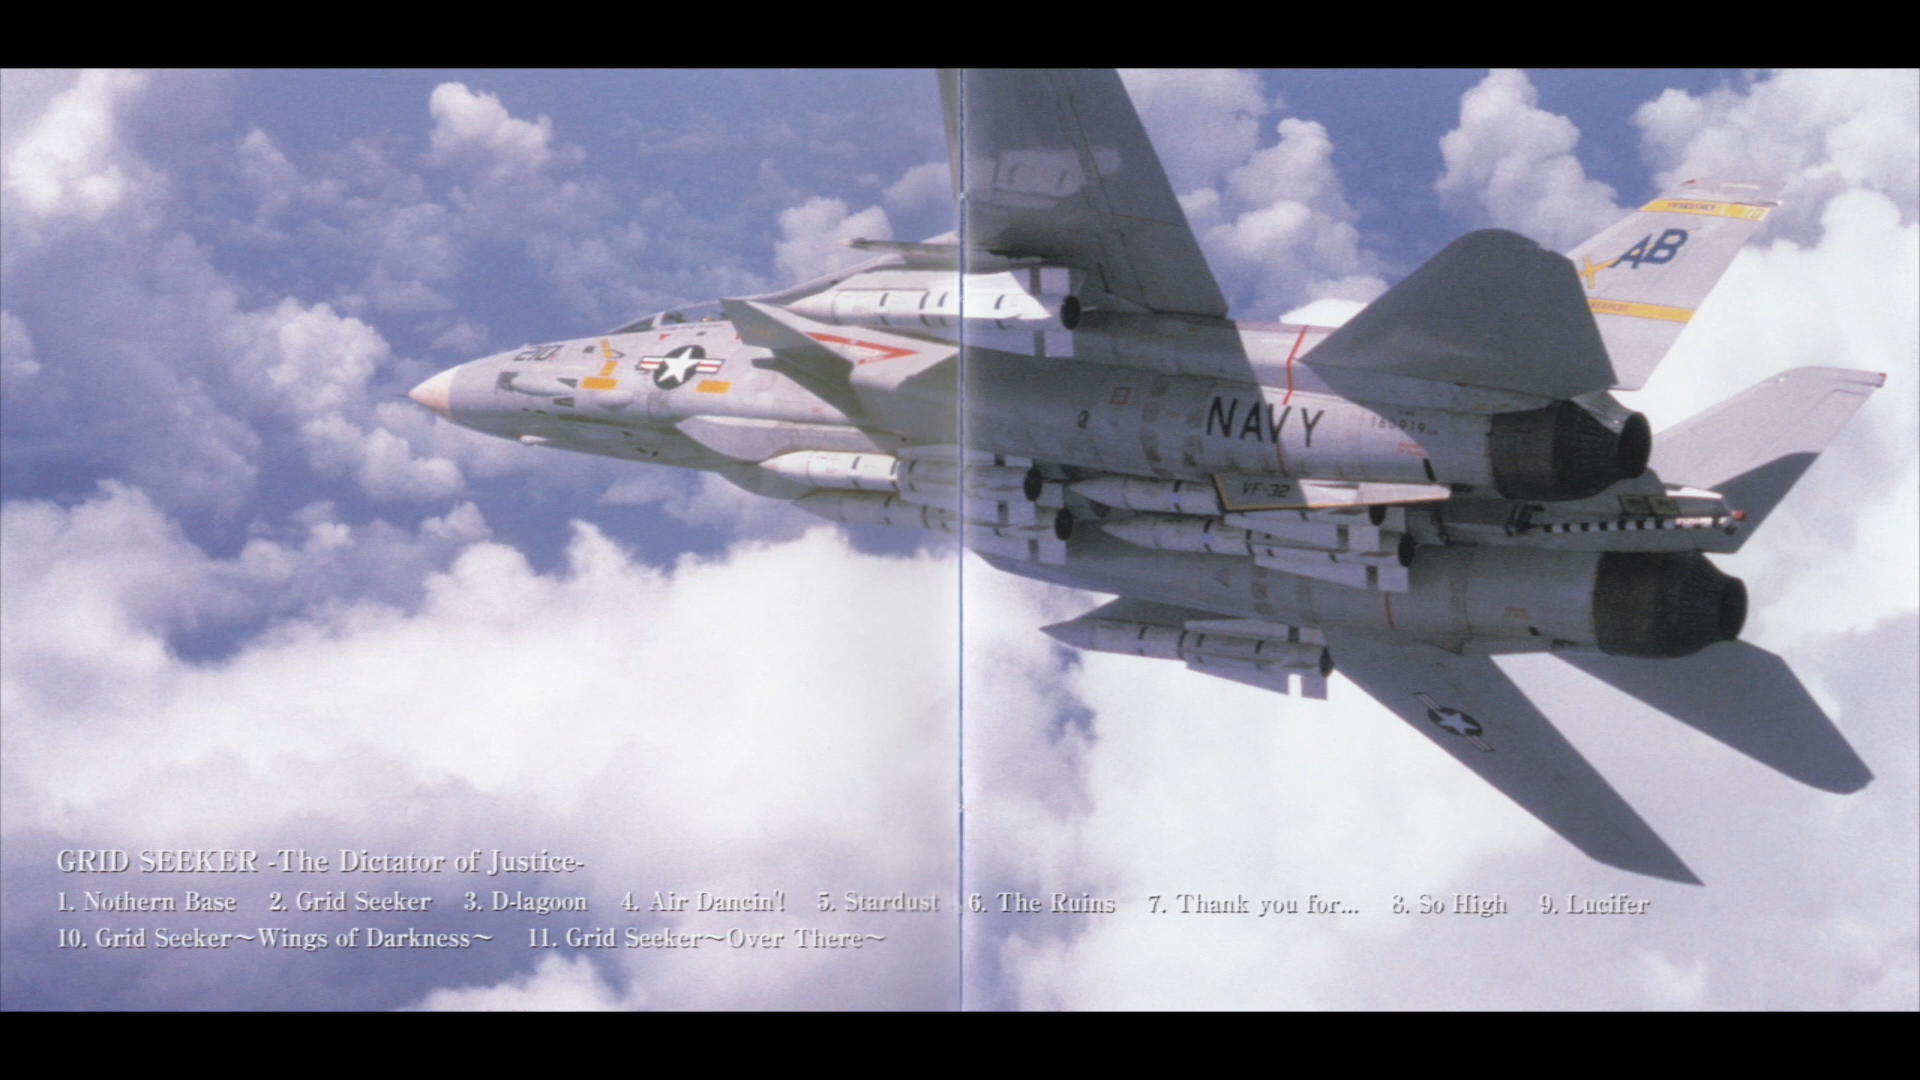 AB
210
NAVY
160919
VF-32
GRID SEEKER -The Dictator of Justice-
1. Nothern Base 2. Grid Seeker 3. D-lagoon 4. Air Dancin'! 5. Stardust 6. The Ruins 7. Thank you for... 8. So High 9. Lucifer
10. Grid Seeker～Wings of Darkness～ 11. Grid Seeker～Over There～